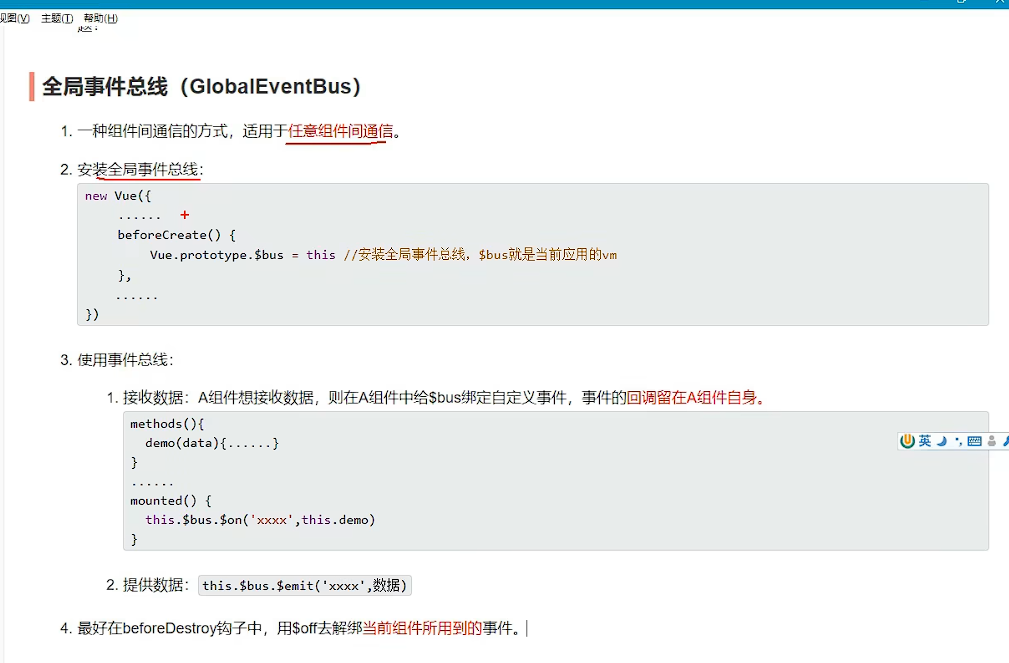 视图(V) 主题(T) 帮助(H)
题！
全局事件总线（GlobalEventBus）
1. 一种组件间通信的方式，适用于任意组件间通信。
2. 安装全局事件总线：
new Vue({
......
beforeCreate() {
Vue.prototype.$bus = this //安装全局事件总线，$bus就是当前应用的vm
},
......
})
3. 使用事件总线：
1. 接收数据：A组件想接收数据，则在A组件中给$bus绑定自定义事件，事件的回调留在A组件自身。
methods(){
demo(data){......}
}
......
英
mounted() {
this.$bus.$on('xxxx',this.demo)
}
2. 提供数据：this.$bus.$emit('xxxx',数据)
4. 最好在beforeDestroy钩子中，用$off去解绑当前组件所用到的事件。